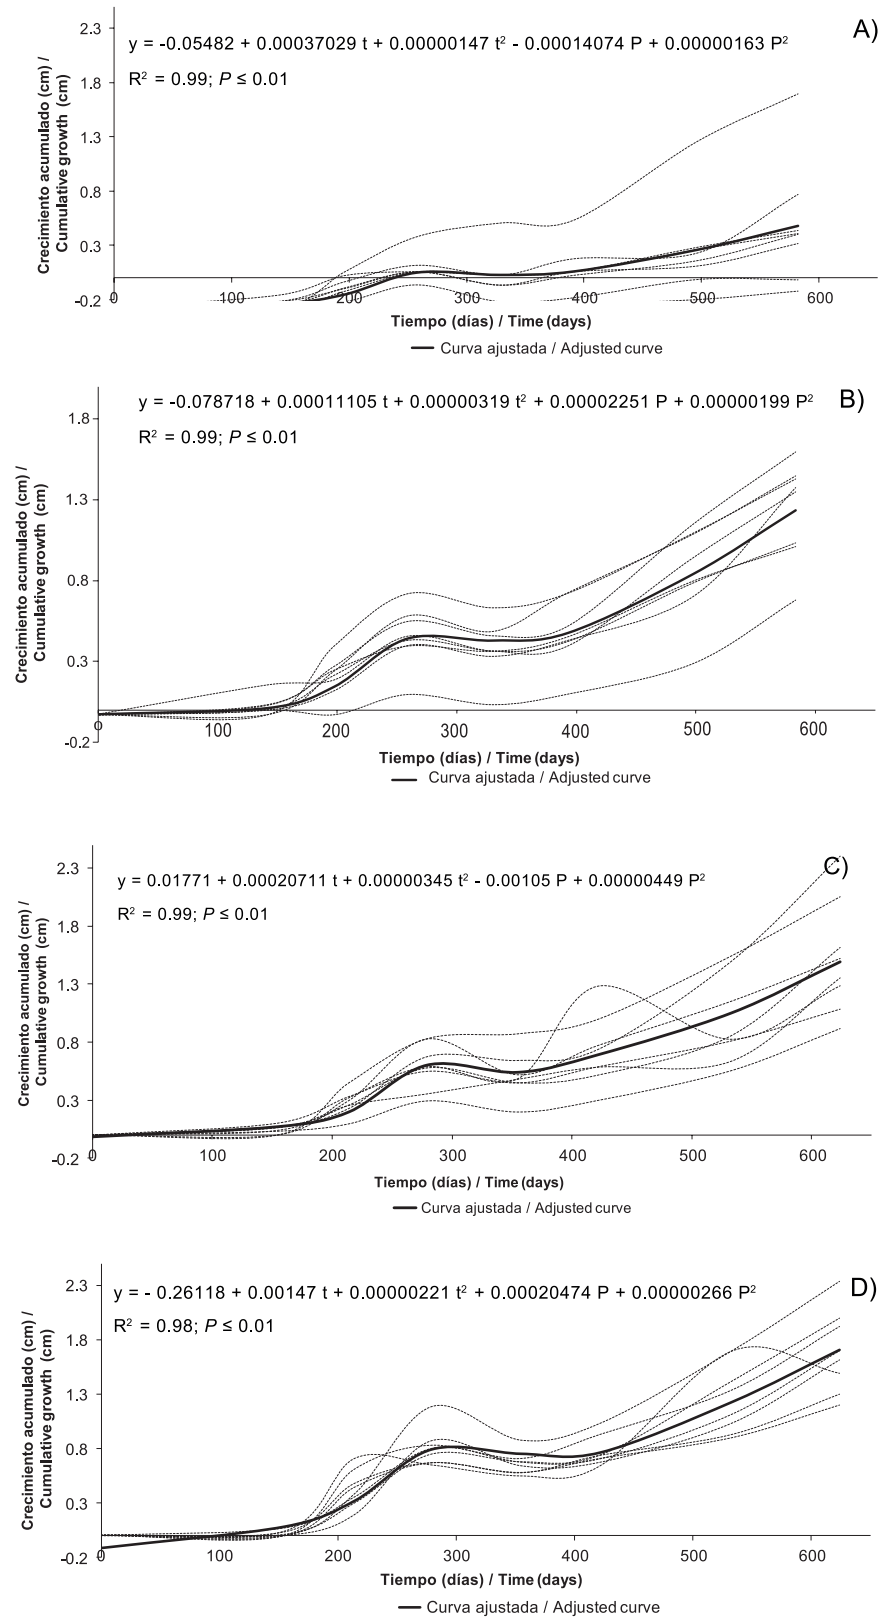 A)
y = -0.05482 + 0.00037029 t + 0.00000147 t² - 0.00014074 P + 0.00000163 P²
R² = 0.99; P ≤ 0.01
Crecimiento acumulado (cm) /
Cumulative growth (cm)
2.3
1.8
1.3
0.8
0.3
-0.2
0 100 200 300 400 500 600
Tiempo (días) / Time (days)
Curva ajustada / Adjusted curve
B)
y = -0.078718 + 0.00011105 t + 0.00000319 t² + 0.00002251 P + 0.00000199 P²
R² = 0.99; P ≤ 0.01
Crecimiento acumulado (cm) /
Cumulative growth (cm)
1.8
1.3
0.8
0.3
-0.2
0 100 200 300 400 500 600
Tiempo (días) / Time (days)
Curva ajustada / Adjusted curve
C)
y = 0.01771 + 0.00020711 t + 0.00000345 t² - 0.00105 P + 0.00000449 P²
R² = 0.99; P ≤ 0.01
Crecimiento acumulado (cm) /
Cumulative growth (cm)
2.3
1.8
1.3
0.8
0.3
-0.2
0 100 200 300 400 500 600
Tiempo (días) / Time (days)
Curva ajustada / Adjusted curve
D)
y = - 0.26118 + 0.00147 t + 0.00000221 t² + 0.00020474 P + 0.00000266 P²
R² = 0.98; P ≤ 0.01
Crecimiento acumulado (cm) /
Cumulative growth (cm)
2.3
1.8
1.3
0.8
0.3
-0.2
0 100 200 300 400 500 600
Tiempo (días) / Time (days)
Curva ajustada / Adjusted curve